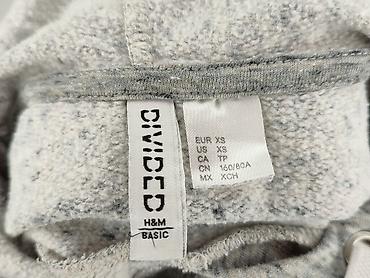 DIVIDED
H&M
BASIC
EUR XS
US XS
CA TP
CN 160/80A
MX XCH